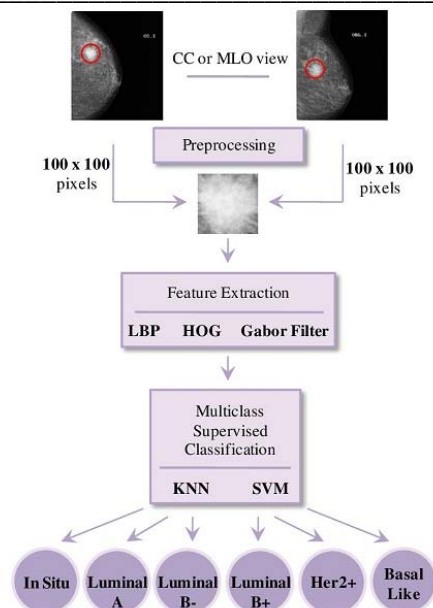 CC or MLO view
Preprocessing
100 x 100
pixels
100 x 100
pixels
Feature Extraction
LBP HOG Gabor Filter
Multiclass
Supervised
Classification
KNN SVM
In Situ
Luminal
A
Luminal
B-
Luminal
B+
Her2+
Basal
Like